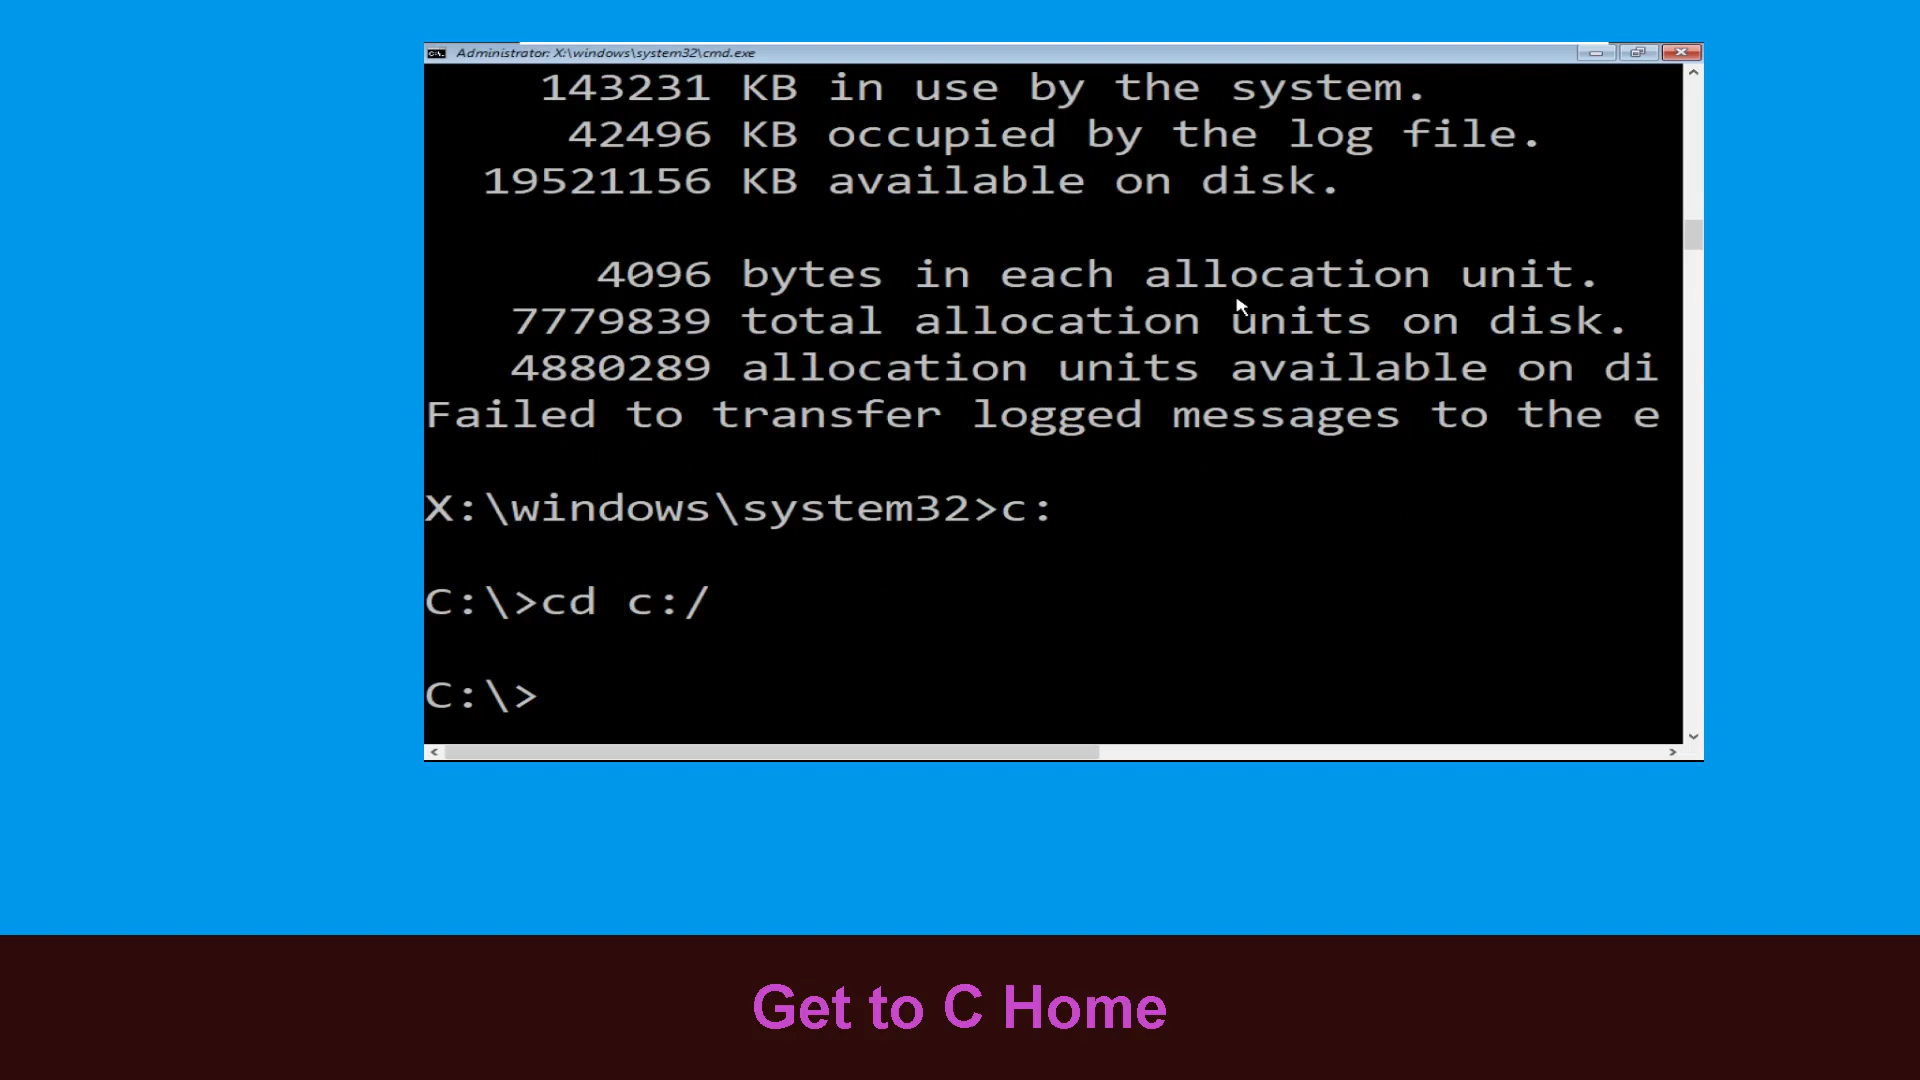 Administrator: X:\windows\system32\cmd.exe
143231 KB in use by the system.
42496 KB occupied by the log file.
19521156 KB available on disk.
4096 bytes in each allocation unit.
7779839 total allocation units on disk.
4880289 allocation units available on di
Failed to transfer logged messages to the e
X:\windows\system32>c:
C:\>cd c:/
C:\>
Get to C Home